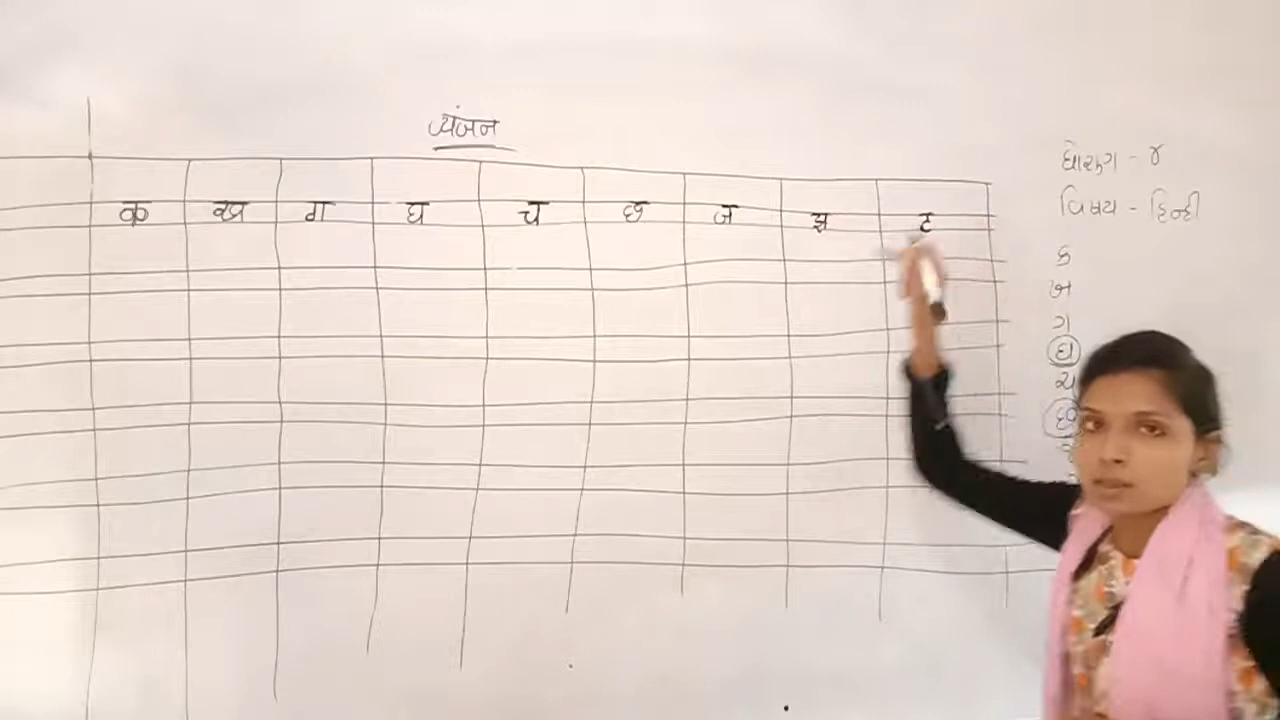 व्यंजन
क ख ग घ च छ ज झ ट
ધોરણ - ૪
વિષય - હિન્દી
ક
ખ
ગ
ઘ
ચ
છ